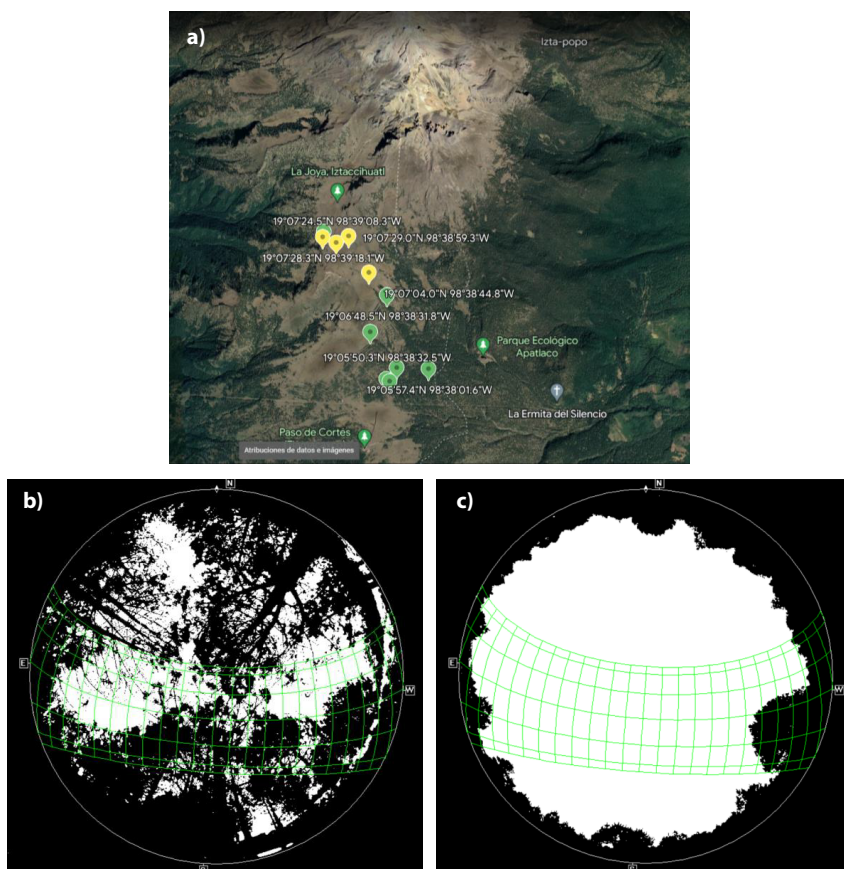 a)
Izta-popo
La Joya, Iztaccihuatl
19°07'24.5"N 98°39'08.3"W
19°07'29.0"N 98°38'59.3"W
19°07'28.3"N 98°39'18.1"W
19°07'04.0"N 98°38'44.8"W
19°06'48.5"N 98°38'31.8"W
Parque Ecológico
Apatlaco
19°05'50.3"N 98°38'32.5"W
19°05'57.4"N 98°38'01.6"W
La Ermita del Silencio
Paso de Cortés
Atribuciones de datos e imágenes
b)
N
E
W
c)
N
E
W